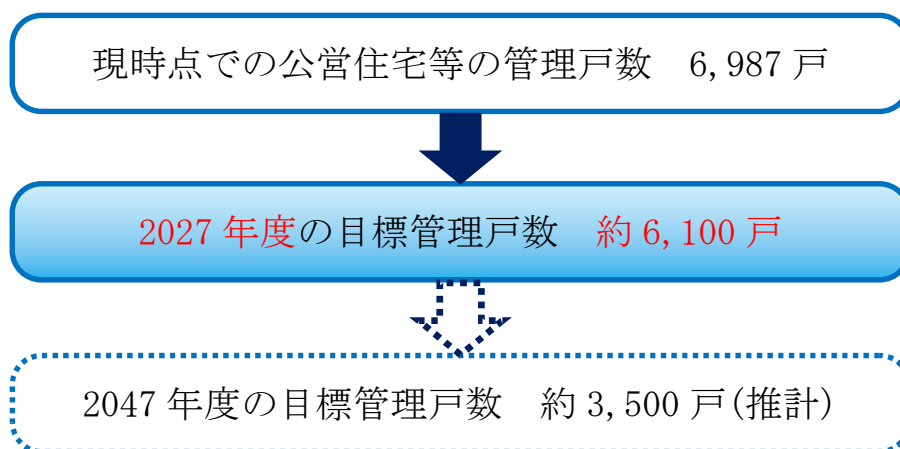 現時点での公営住宅等の管理戸数　6,987 戸
2027 年度の目標管理戸数　約 6,100 戸
2047 年度の目標管理戸数　約 3,500 戸(推計)